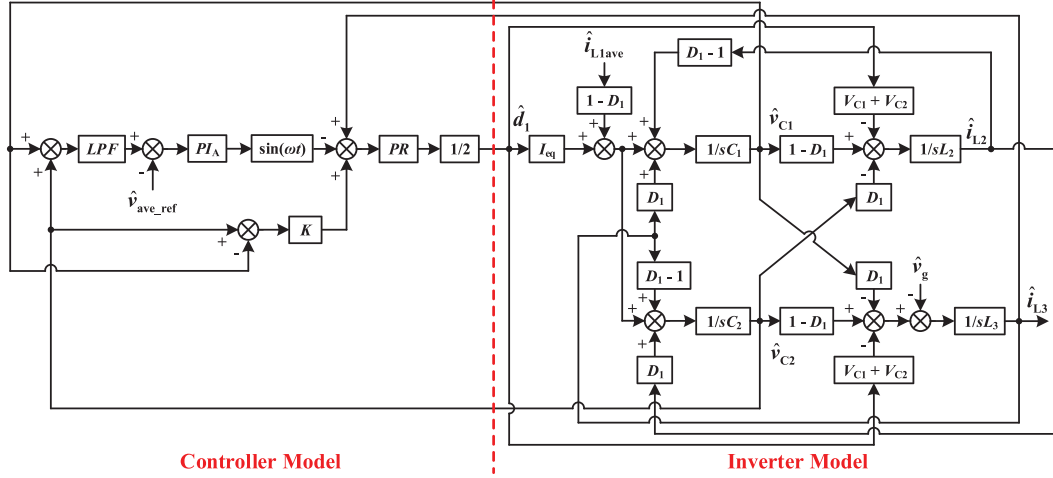 î_L1ave
D₁ - 1
1 - D₁
V_C1 + V_C2
d̂₁
v̂_C1
î_L2
+
+
LPF
+
-
PI_A
sin(ωt)
-
+
+
PR
1/2
I_eq
+
+
+
+
+
1/sC₁
1 - D₁
+
-
-
1/sL₂
v̂_ave_ref
D₁
D₁
+
-
K
D₁ - 1
D₁
v̂_g
î_L3
+
+
+
1/sC₂
1 - D₁
+
-
-
+
-
1/sL₃
v̂_C2
D₁
V_C1 + V_C2
Controller Model
Inverter Model